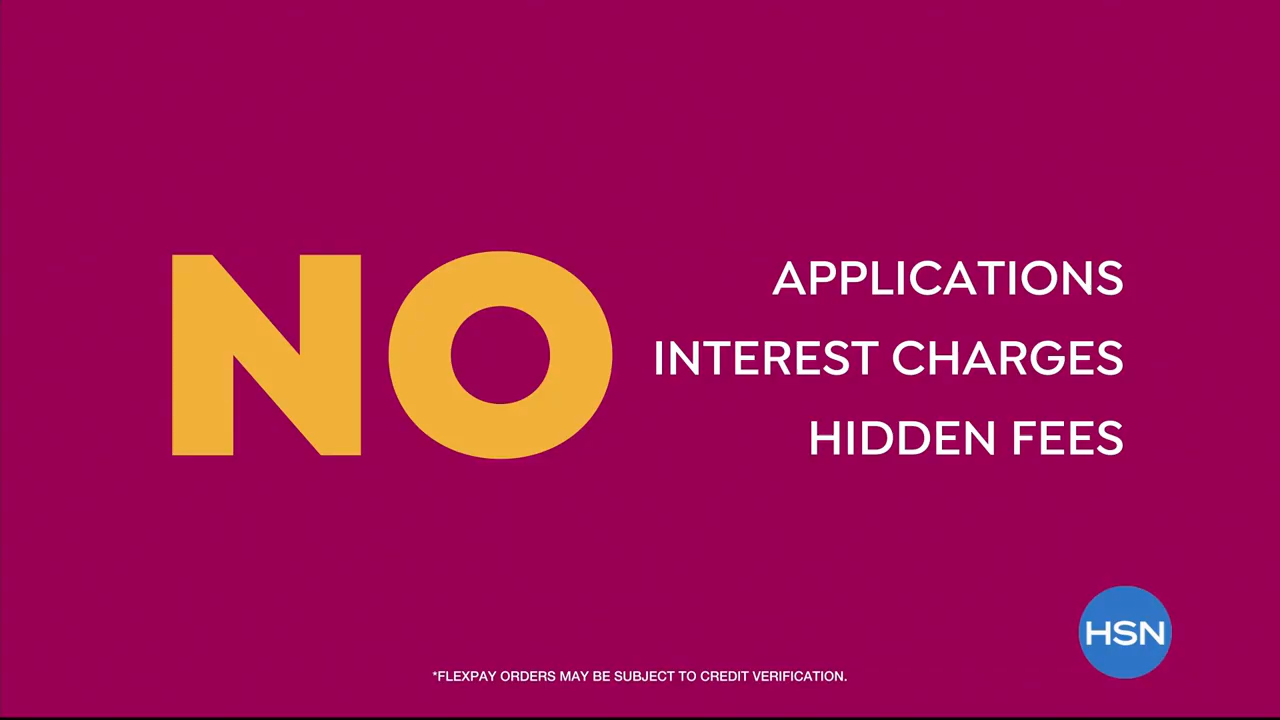 NO
APPLICATIONS
INTEREST CHARGES
HIDDEN FEES
HSN
*FLEXPAY ORDERS MAY BE SUBJECT TO CREDIT VERIFICATION.